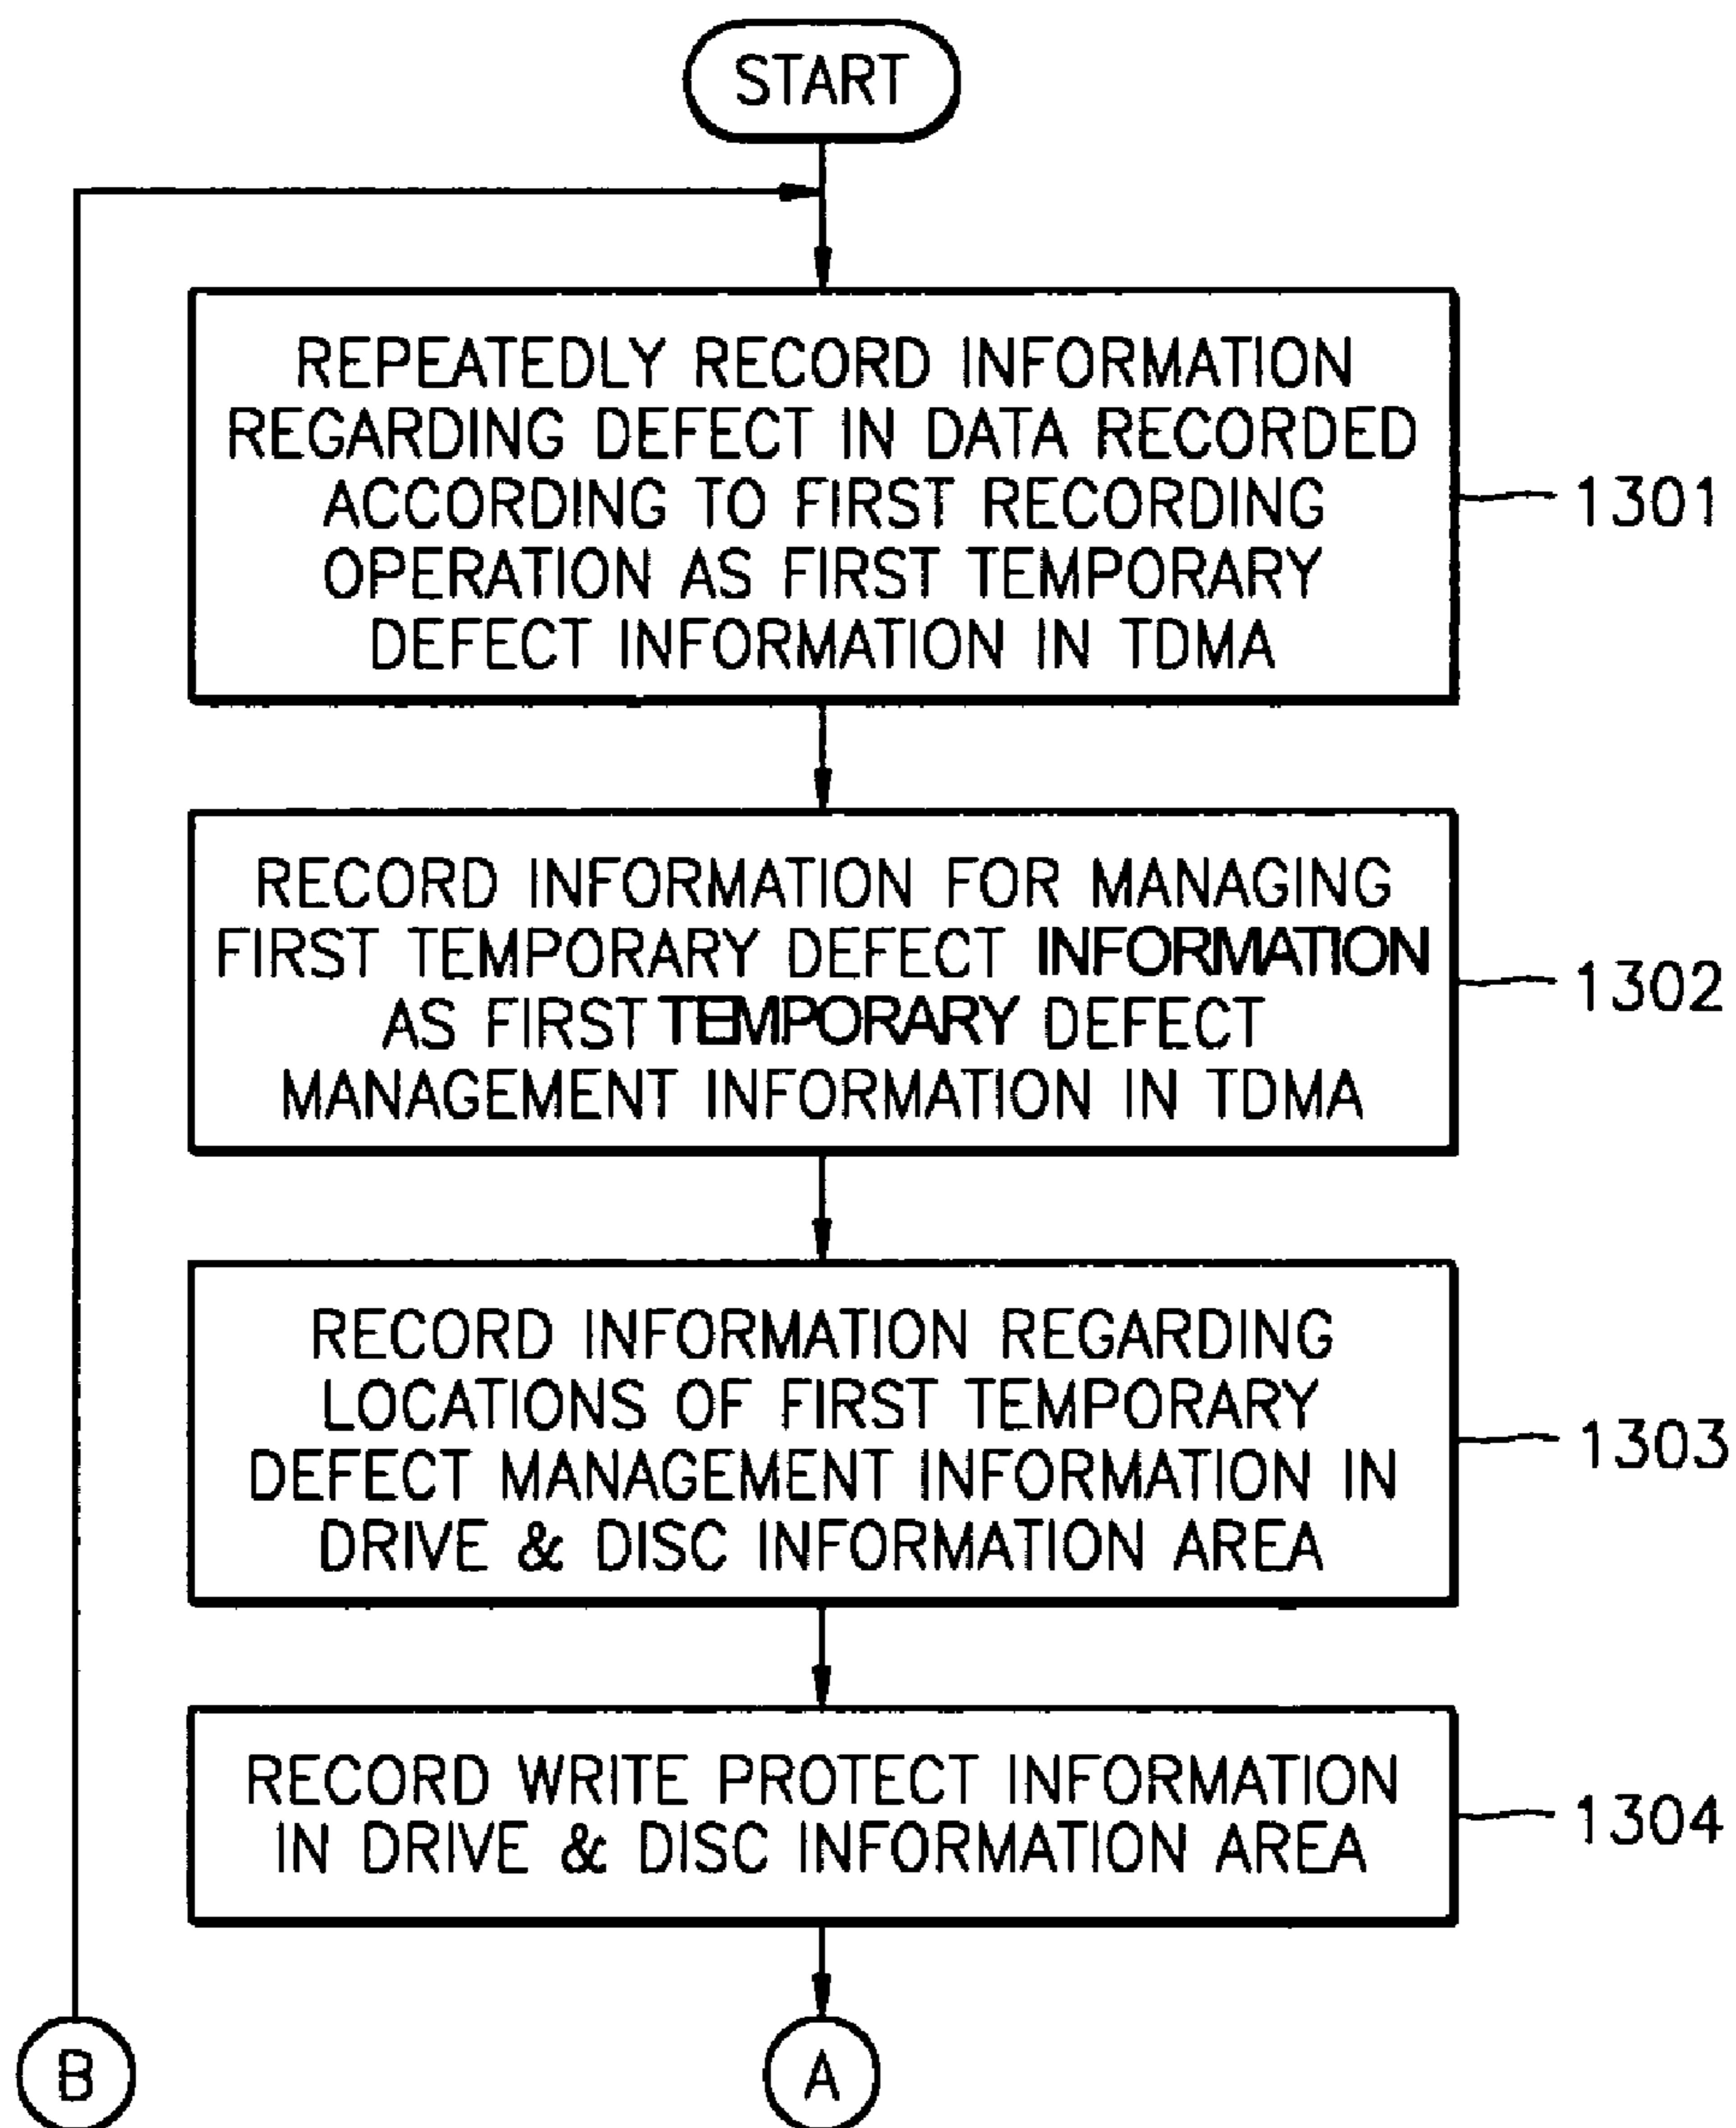 START
REPEATEDLY RECORD INFORMATION
REGARDING DEFECT IN DATA RECORDED
ACCORDING TO FIRST RECORDING
OPERATION AS FIRST TEMPORARY
DEFECT INFORMATION IN TDMA
1301
RECORD INFORMATION FOR MANAGING
FIRST TEMPORARY DEFECT INFORMATION
AS FIRST TEMPORARY DEFECT
MANAGEMENT INFORMATION IN TDMA
1302
RECORD INFORMATION REGARDING
LOCATIONS OF FIRST TEMPORARY
DEFECT MANAGEMENT INFORMATION IN
DRIVE & DISC INFORMATION AREA
1303
RECORD WRITE PROTECT INFORMATION
IN DRIVE & DISC INFORMATION AREA
1304
B
A